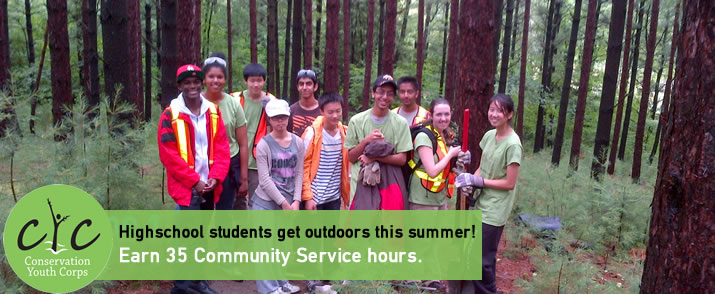 CYC
Conservation
Youth Corps
Highschool students get outdoors this summer!
Earn 35 Community Service hours.